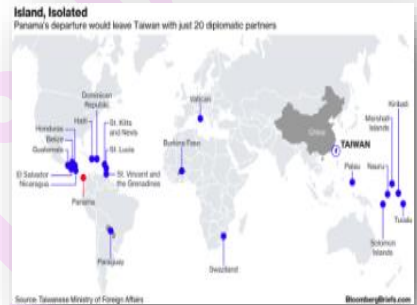 Island, Isolated
Panama's departure would leave Taiwan with just 20 diplomatic partners
Dominican
Republic
Haiti
St. Kitts
and Nevis
Honduras
Belize
Guatemala
St. Lucia
El Salvador
Nicaragua
St. Vincent and
the Grenadines
Panama
Paraguay
Vatican
Burkina Faso
Swaziland
China
TAIWAN
Palau
Nauru
Marshall
Islands
Kiribati
Tuvalu
Solomon
Islands
Source: Taiwanese Ministry of Foreign Affairs
BloombergBriefs.com